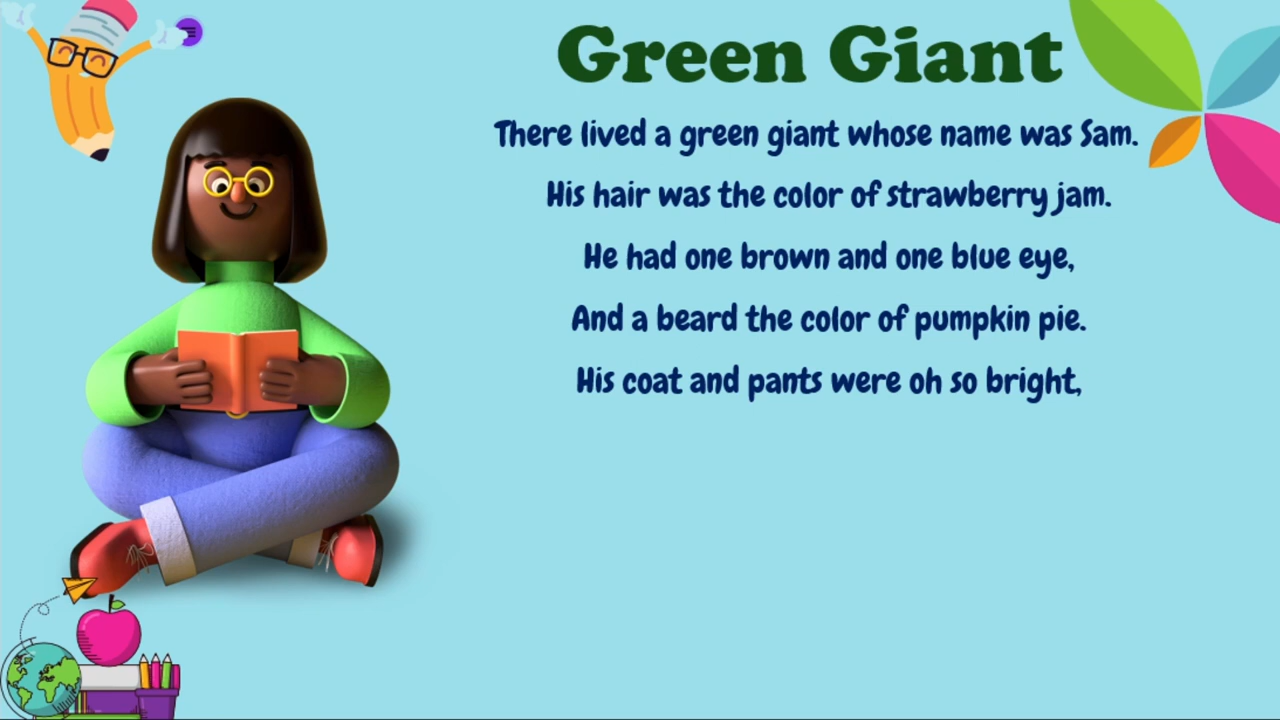 Green Giant
There lived a green giant whose name was Sam.
His hair was the color of strawberry jam.
He had one brown and one blue eye,
And a beard the color of pumpkin pie.
His coat and pants were oh so bright,